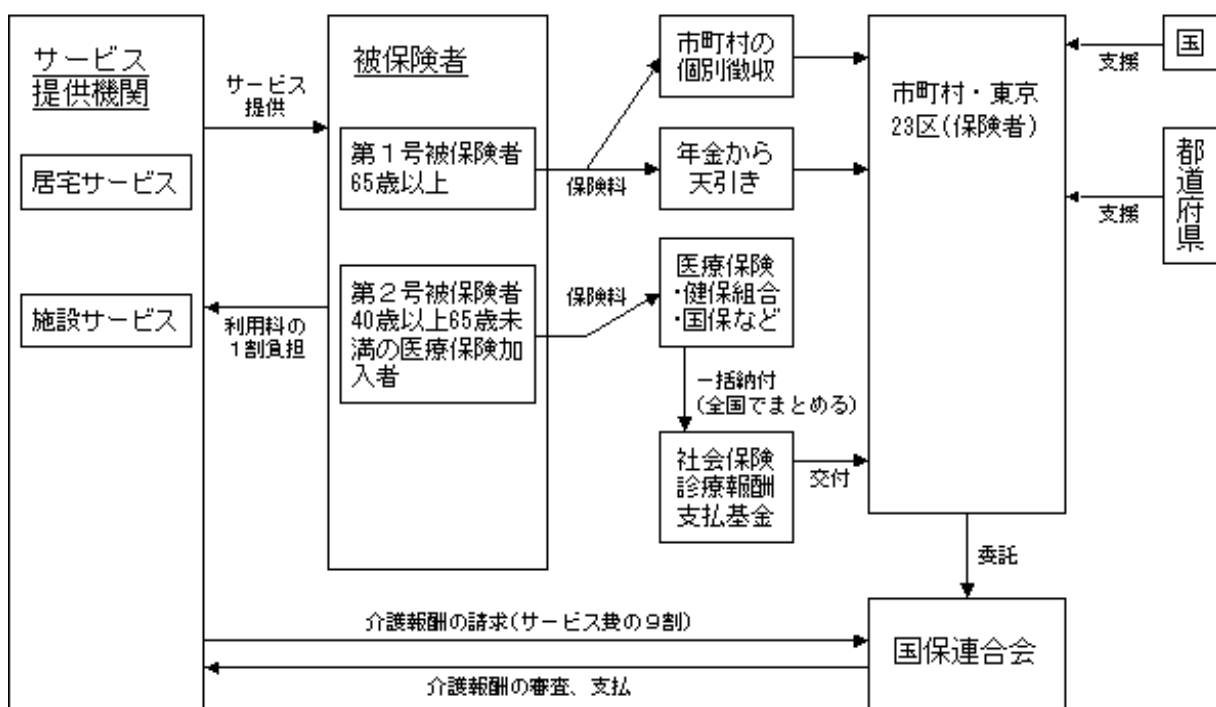 サービス
提供機関
居宅サービス
施設サービス
サービス
提供
利用料の
1割負担
被保険者
第1号被保険者
65歳以上
第2号被保険者
40歳以上65歳未
満の医療保険加
入者
保険料
保険料
市町村の
個別徴収
年金から
天引き
医療保険
・健保組合
・国保など
一括納付
(全国でまとめる)
社会保険
診療報酬
支払基金
交付
市町村・東京
23区(保険者)
国
支援
都道府県
支援
委託
国保連合会
介護報酬の請求(サービス費の9割)
介護報酬の審査、支払